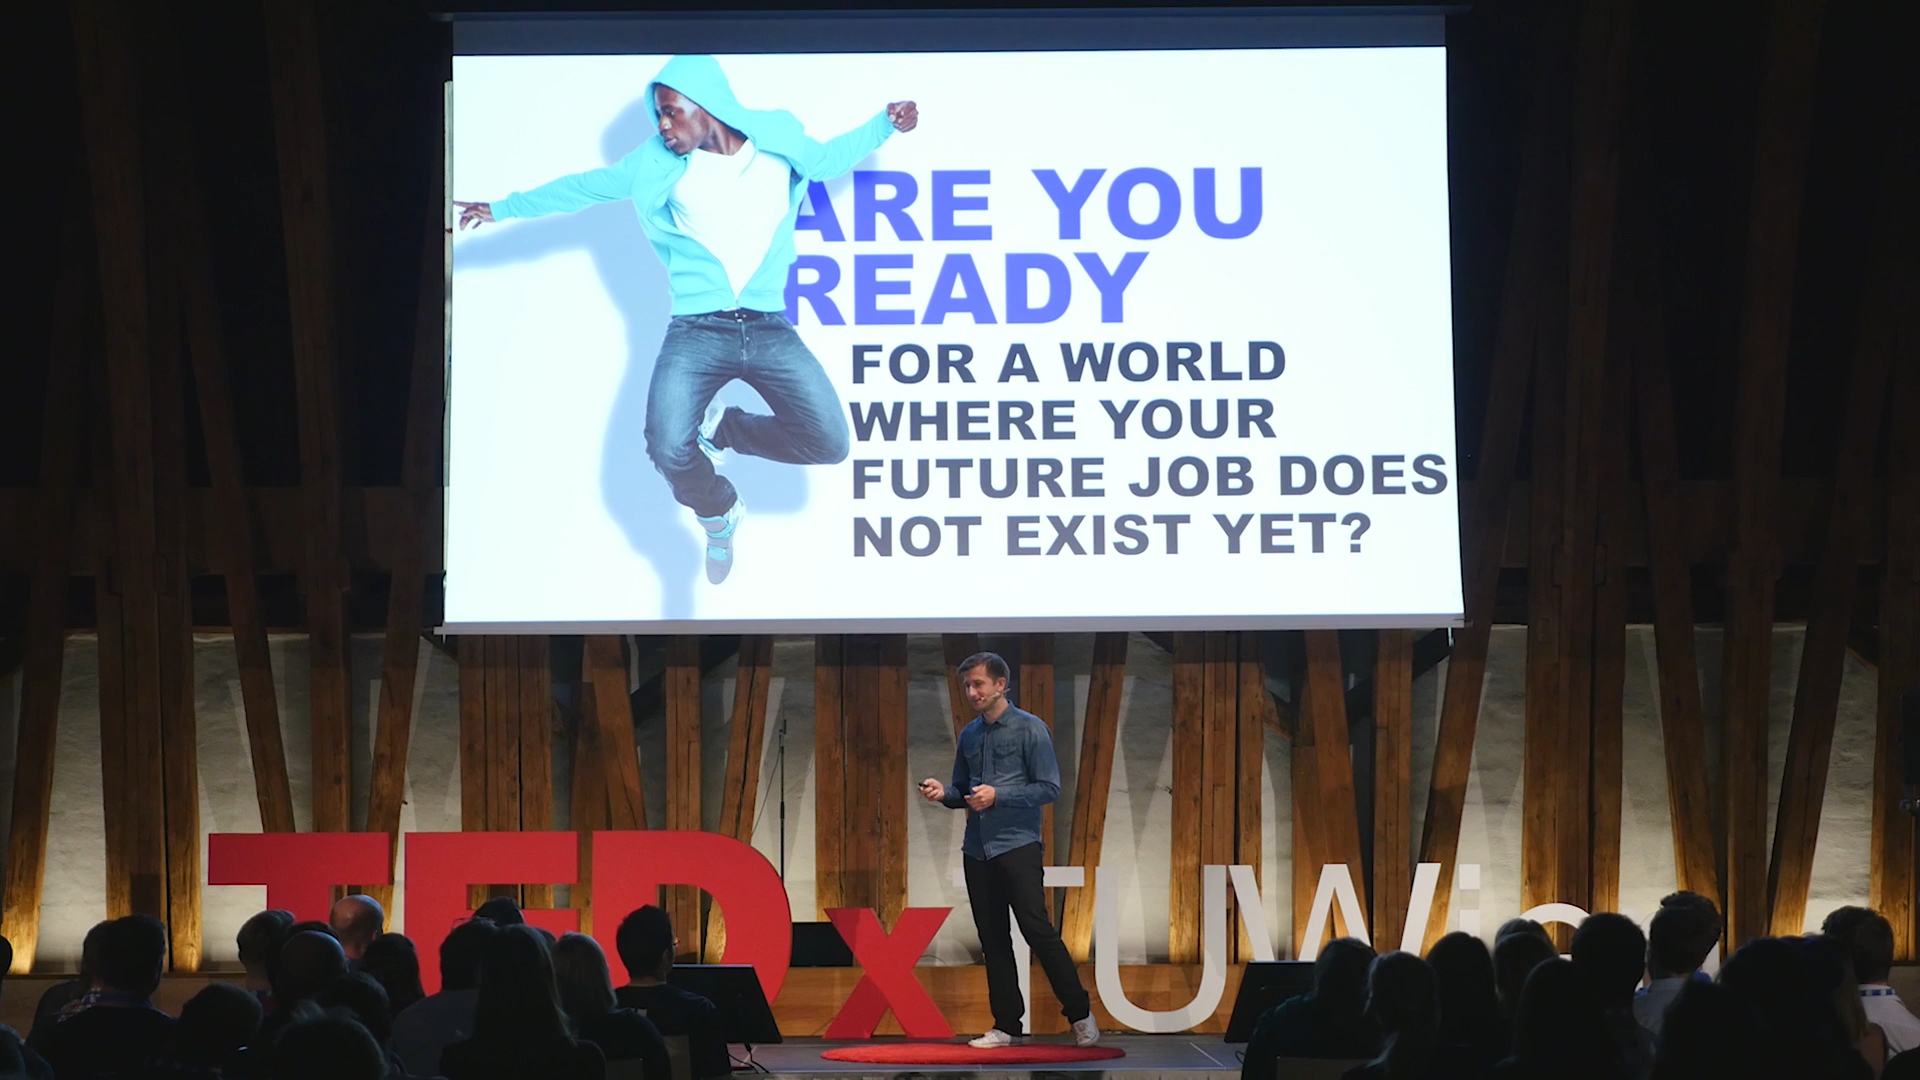 ARE YOU
READY
FOR A WORLD
WHERE YOUR
FUTURE JOB DOES
NOT EXIST YET?
TEDx